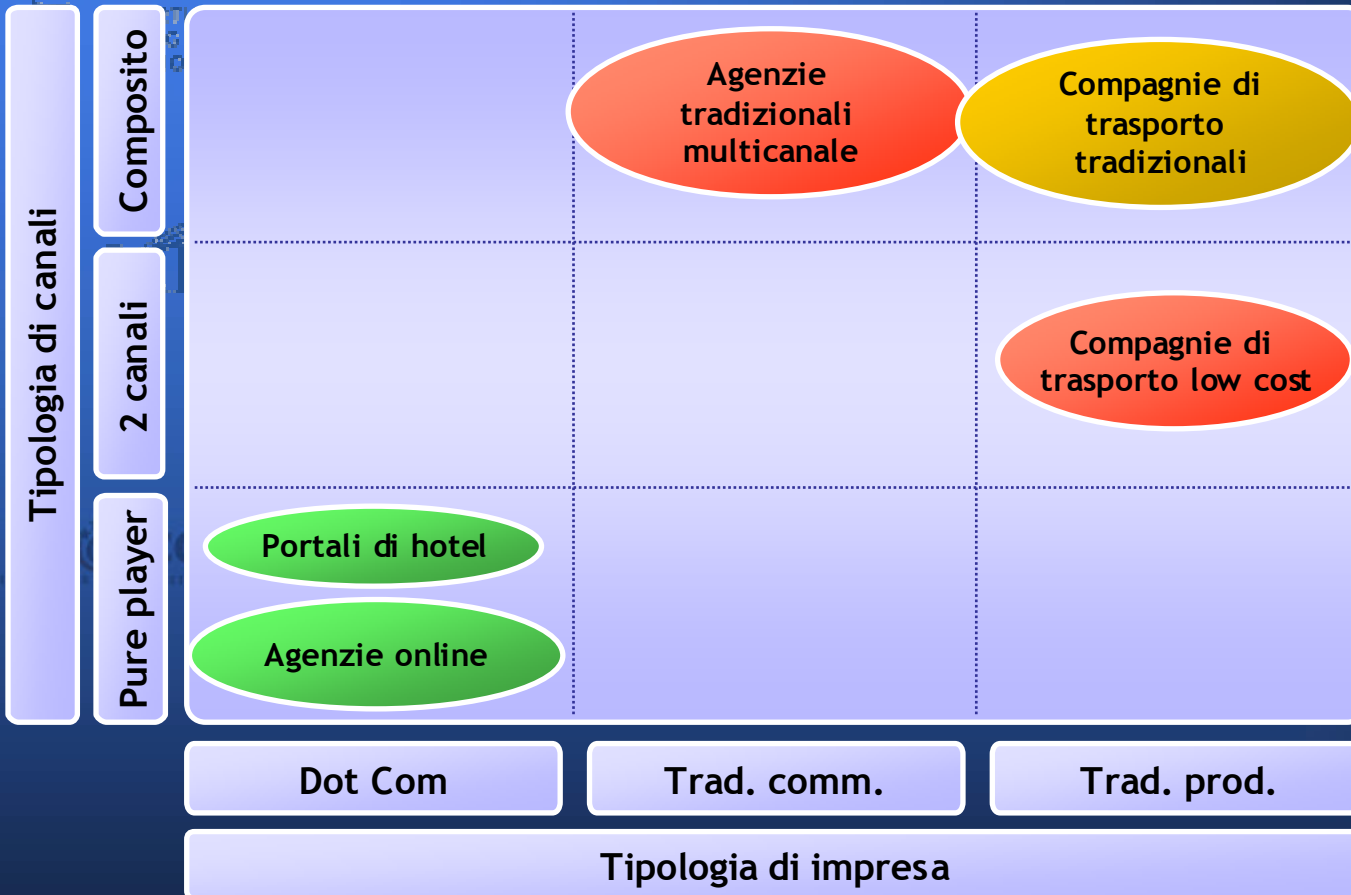 Tipologia di canali
Composito
2 canali
Pure player
Agenzie
tradizionali
multicanale
Compagnie di
trasporto
tradizionali
Compagnie di
trasporto low cost
Portali di hotel
Agenzie online
Dot Com
Trad. comm.
Trad. prod.
Tipologia di impresa